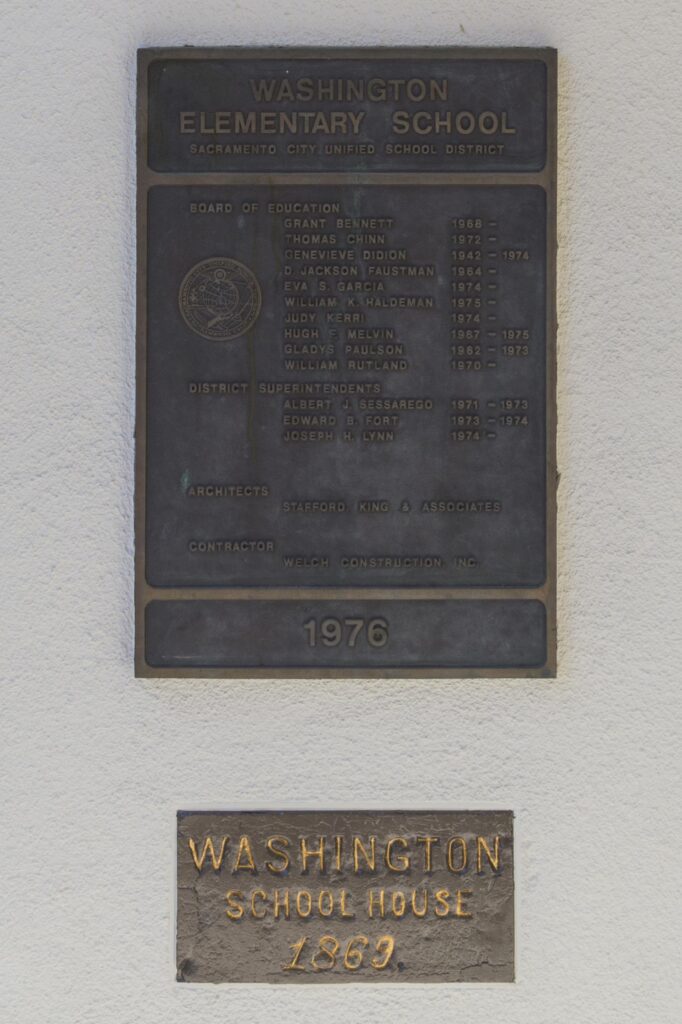 WASHINGTON
ELEMENTARY SCHOOL
SACRAMENTO CITY UNIFIED SCHOOL DISTRICT
BOARD OF EDUCATION
GRANT BENNETT 1968 –
THOMAS CHINN 1972 –
GENEVIEVE DIDION 1942 – 1974
D. JACKSON FAUSTMAN 1964 –
EVA S. GARCIA 1974 –
WILLIAM K. HALDEMAN 1975 –
JUDY KERRI 1974 –
HUGH F. MELVIN 1967 – 1975
GLADYS PAULSON 1962 – 1973
WILLIAM RUTLAND 1970 –
DISTRICT SUPERINTENDENTS
ALBERT J. SESSAREGO 1971 – 1973
EDWARD B. FORT 1973 – 1974
JOSEPH H. LYNN 1974 –
ARCHITECTS
STAFFORD KING & ASSOCIATES
CONTRACTOR
WELCH CONSTRUCTION INC.
1976
WASHINGTON
SCHOOL HOUSE
1869.